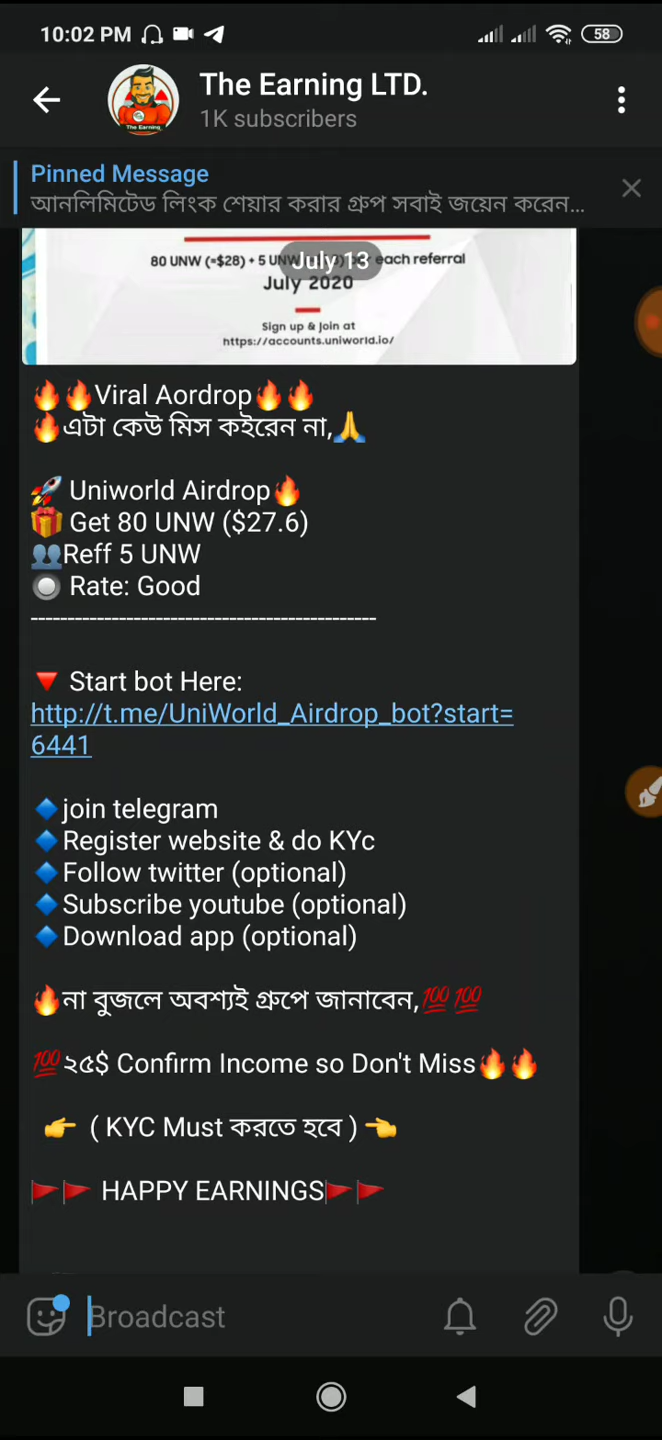 10:02 PM
58
The Earning LTD.
1K subscribers
The Earning
Pinned Message
আনলিমিটেড লিংক শেয়ার করার গ্রুপ সবাই জয়েন করেন...
80 UNW (≈$28) + 5 UNW each referral
July 13
July 2020
Sign up & Join at
https://accounts.uniworld.io/
🔥🔥Viral Aordrop🔥🔥
🔥এটা কেউ মিস কইরেন না,🙏
🚀 Uniworld Airdrop🔥
🎁 Get 80 UNW ($27.6)
👥Reff 5 UNW
🔘 Rate: Good
----------------------------------------------
🔻 Start bot Here:
http://t.me/UniWorld_Airdrop_bot?start=
6441
🔹join telegram
🔹Register website & do KYc
🔹Follow twitter (optional)
🔹Subscribe youtube (optional)
🔹Download app (optional)
🔥না বুজলে অবশ্যই গ্রুপে জানাবেন,💯💯
💯২৫$ Confirm Income so Don't Miss🔥🔥
👉 ( KYC Must করতে হবে ) 👈
🚩🚩 HAPPY EARNINGS🚩🚩
Broadcast